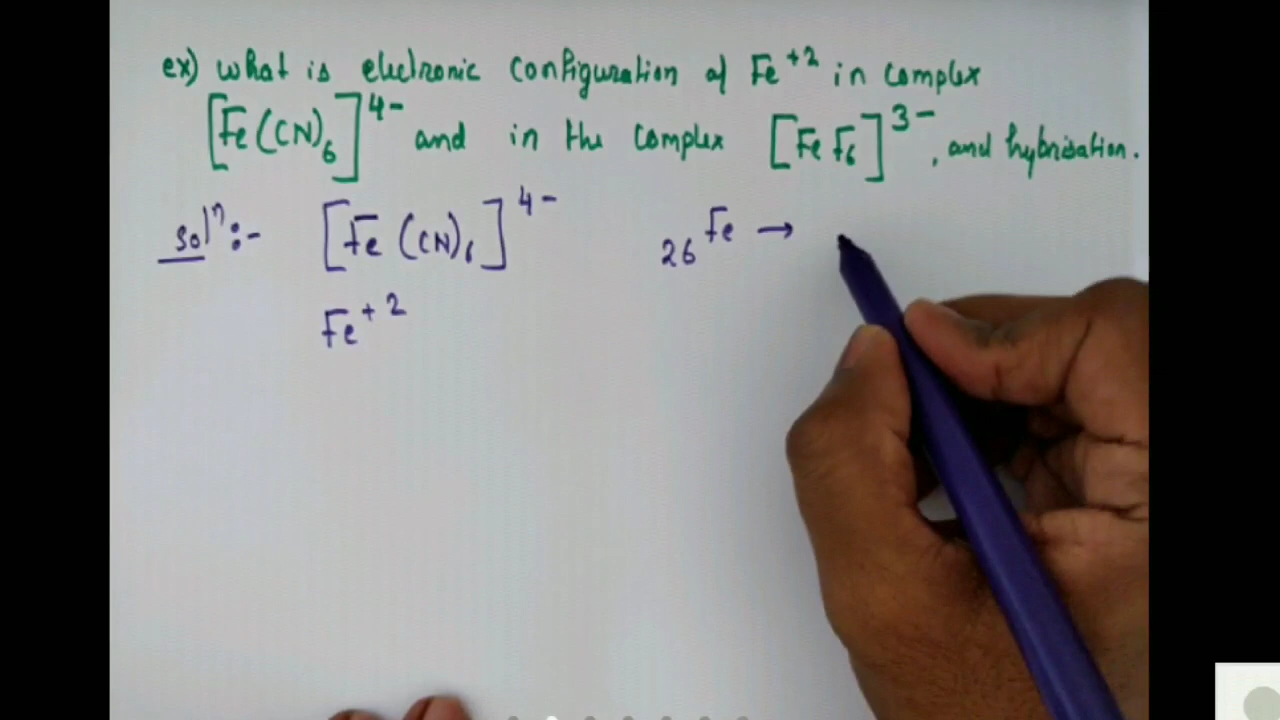 ex) what is electronic configuration of Fe⁺² in complex
[Fe(CN)₆]⁴⁻ and in the complex [FeF₆]³⁻, and hybrisation.
solⁿ:- [Fe(CN)₆]⁴⁻ ₂₆Fe →
Fe⁺²